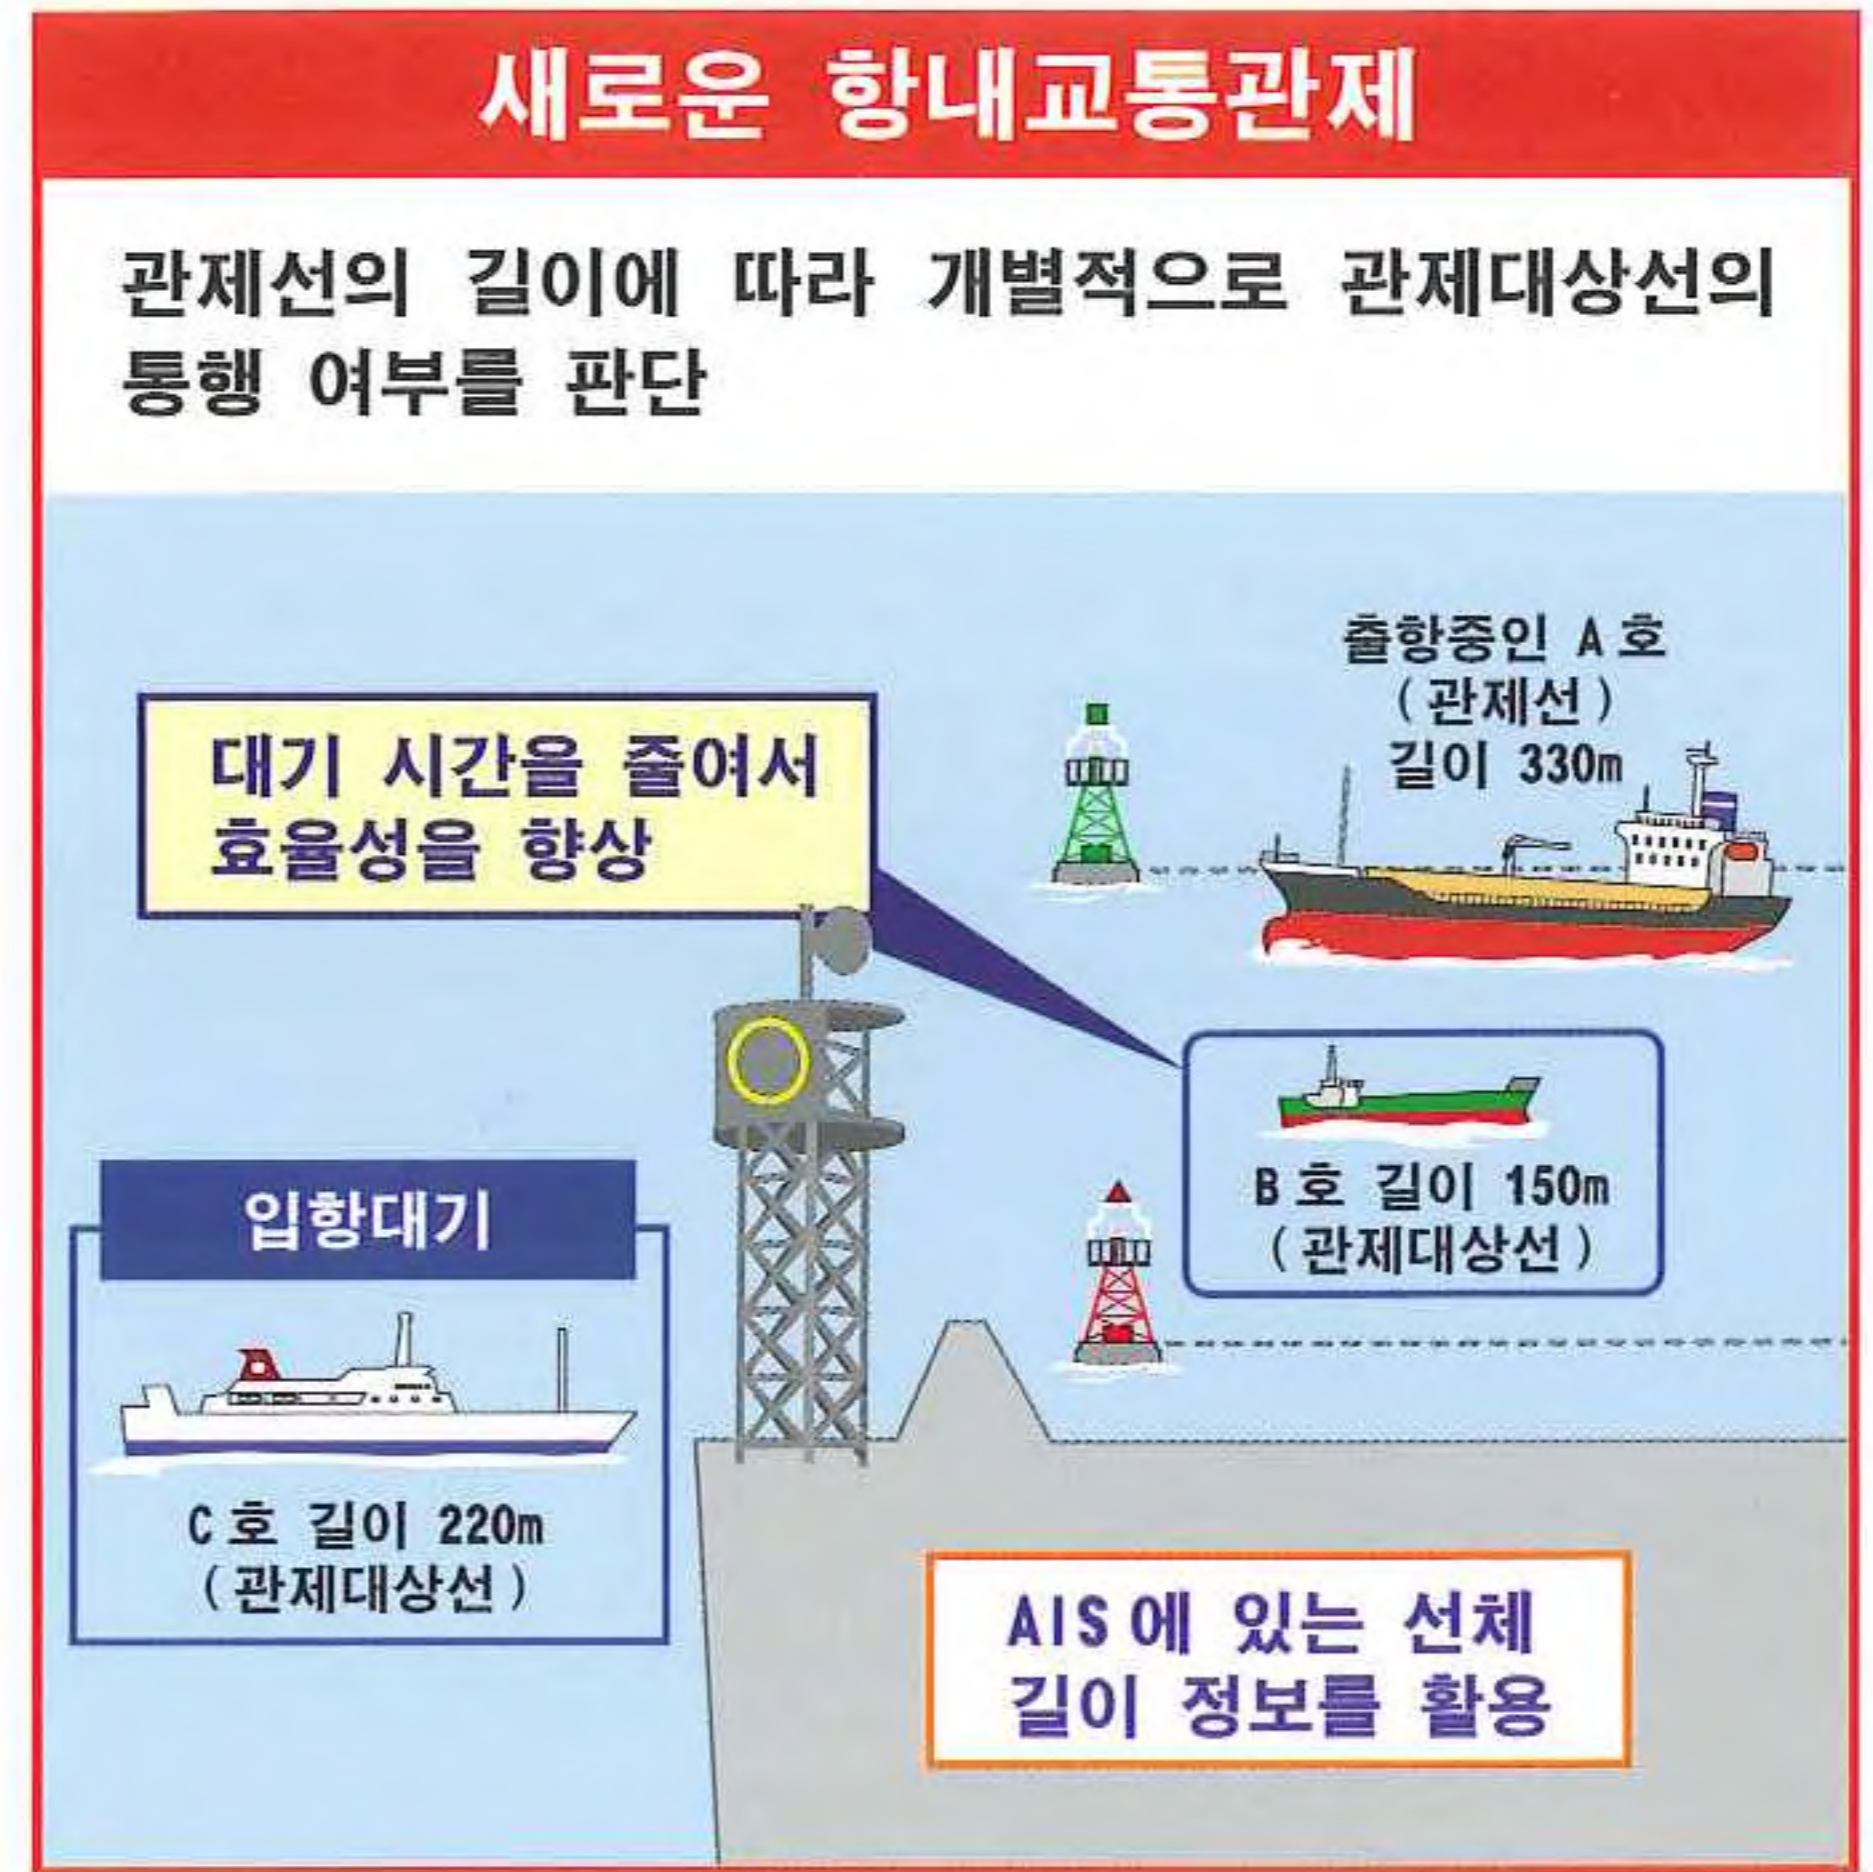 새로운 항내교통관제
관제선의 길이에 따라 개별적으로 관제대상선의
통행 여부를 판단
출항중인 A호
(관제선)
길이 330m
대기 시간을 줄여서
효율성을 향상
B호 길이 150m
(관제대상선)
입항대기
C호 길이 220m
(관제대상선)
AIS에 있는 선체
길이 정보를 활용